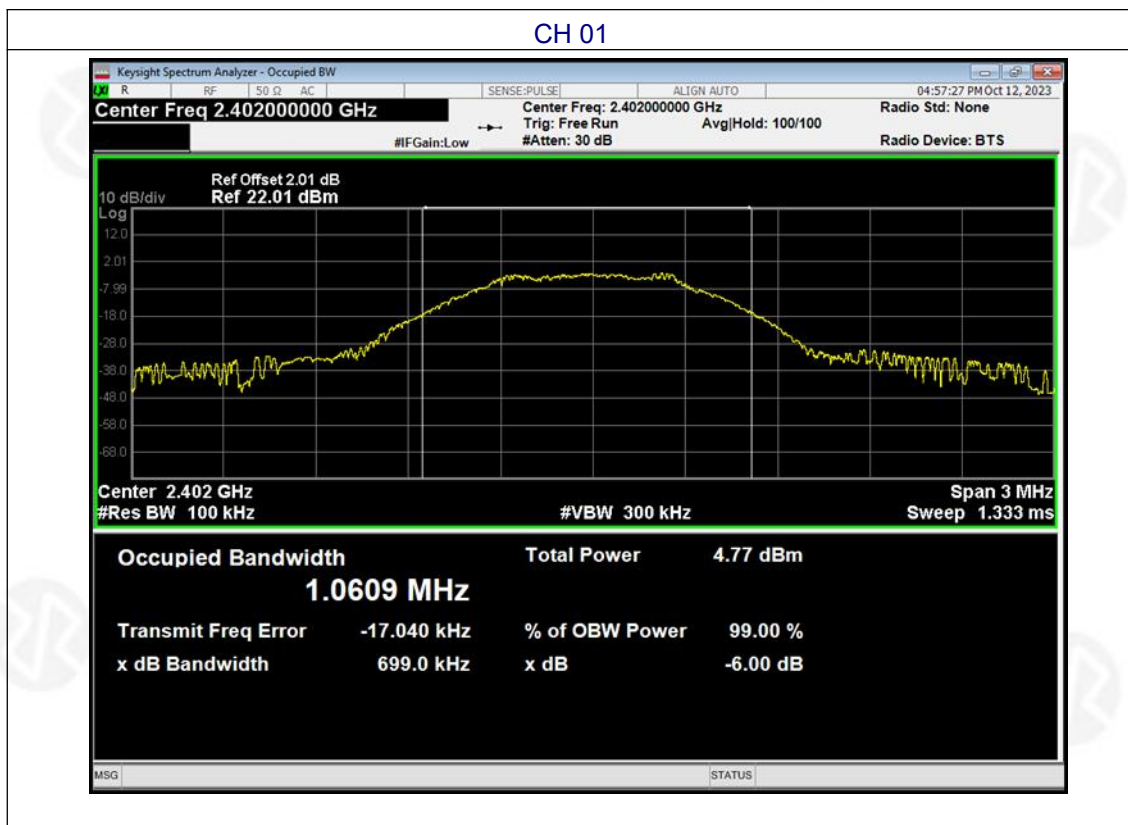 CH 01
Keysight Spectrum Analyzer - Occupied BW
LXI R RF 50 Ω AC SENSE:PULSE ALIGN AUTO 04:57:27 PM Oct 12, 2023
Center Freq 2.402000000 GHz Center Freq: 2.402000000 GHz Radio Std: None
Trig: Free Run Avg|Hold: 100/100
#IFGain:Low #Atten: 30 dB Radio Device: BTS
Ref Offset 2.01 dB
10 dB/div Ref 22.01 dBm
Log
12.0
2.01
-7.99
-18.0
-28.0
-38.0
-48.0
-58.0
-68.0
Center 2.402 GHz Span 3 MHz
#Res BW 100 kHz #VBW 300 kHz Sweep 1.333 ms
Occupied Bandwidth Total Power 4.77 dBm
1.0609 MHz
Transmit Freq Error -17.040 kHz % of OBW Power 99.00 %
x dB Bandwidth 699.0 kHz x dB -6.00 dB
MSG STATUS